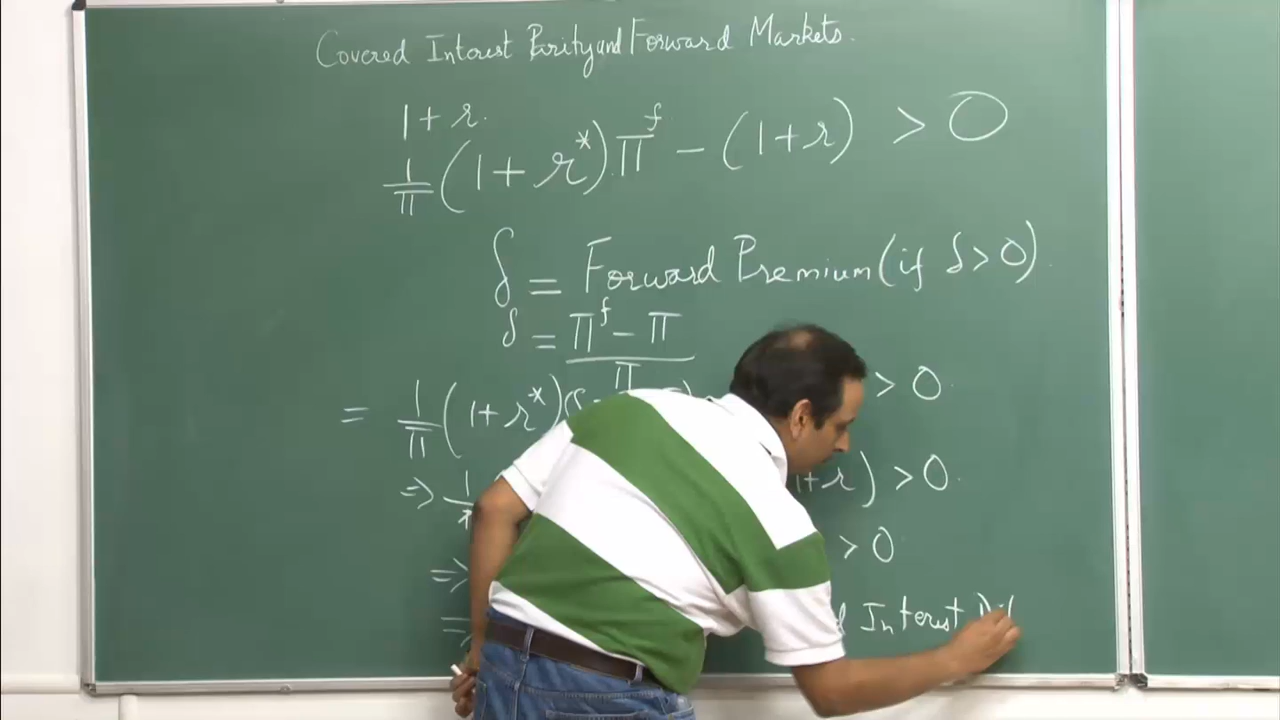 Covered Interest Parity and Forward Markets.
1 + r.
1/Π (1 + r*) Π^f − (1 + r) > 0
δ = Forward Premium (if δ > 0).
δ = (Π^f − Π)/Π
= 1/Π (1 + r*)( > 0
⇒ 1/ 1+r) > 0.
⇒ > 0
⇒ d Interest